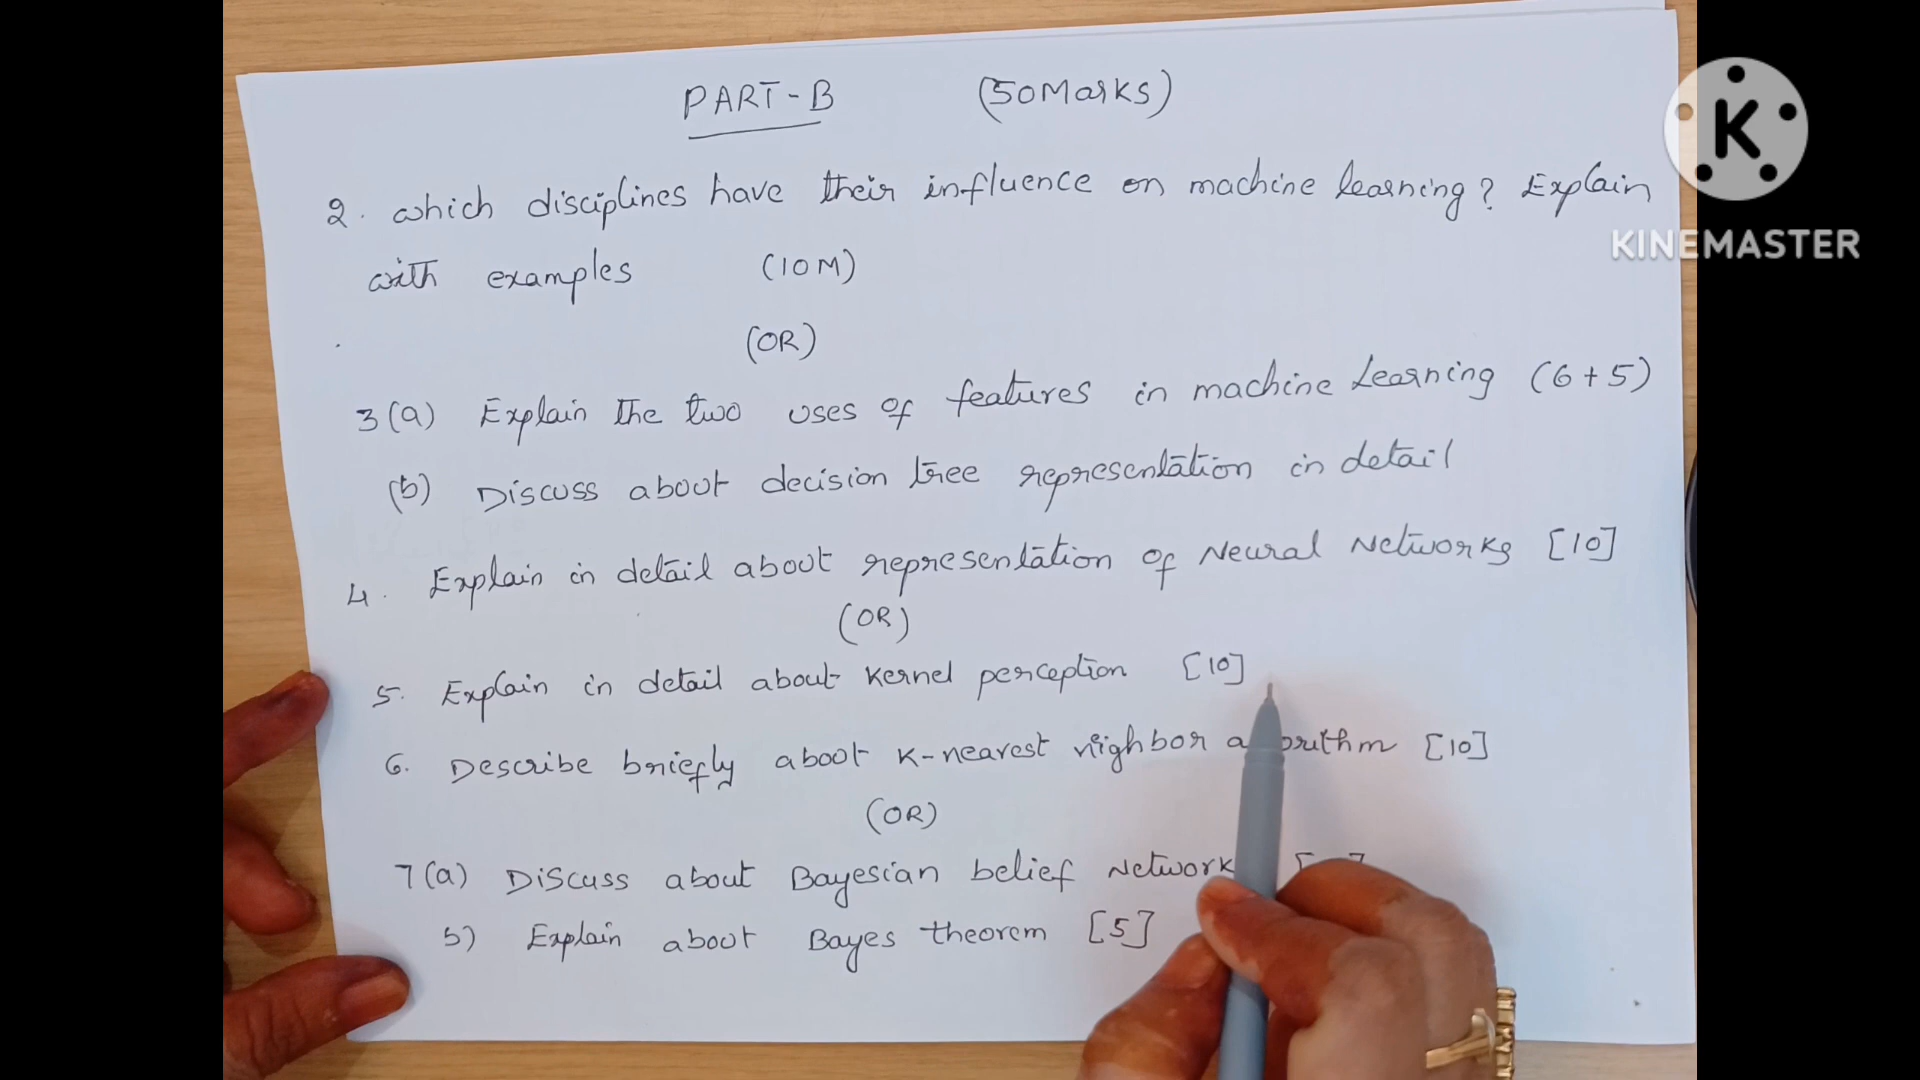 PART-B (50Marks)
2. which disciplines have their influence on machine learning? Explain
with examples (10M)
(OR)
3(a) Explain the two uses of features in machine Learning (6+5)
(b) Discuss about decision tree representation in detail
4. Explain in detail about representation of Neural Networks [10]
(OR)
5. Explain in detail about Kernel perception [10]
6. Describe briefly about K-nearest neighbor [10]
(OR)
7(a) Discuss about Bayesian belief Network
b) Explain about Bayes theorem [5]
K
KINEMASTER